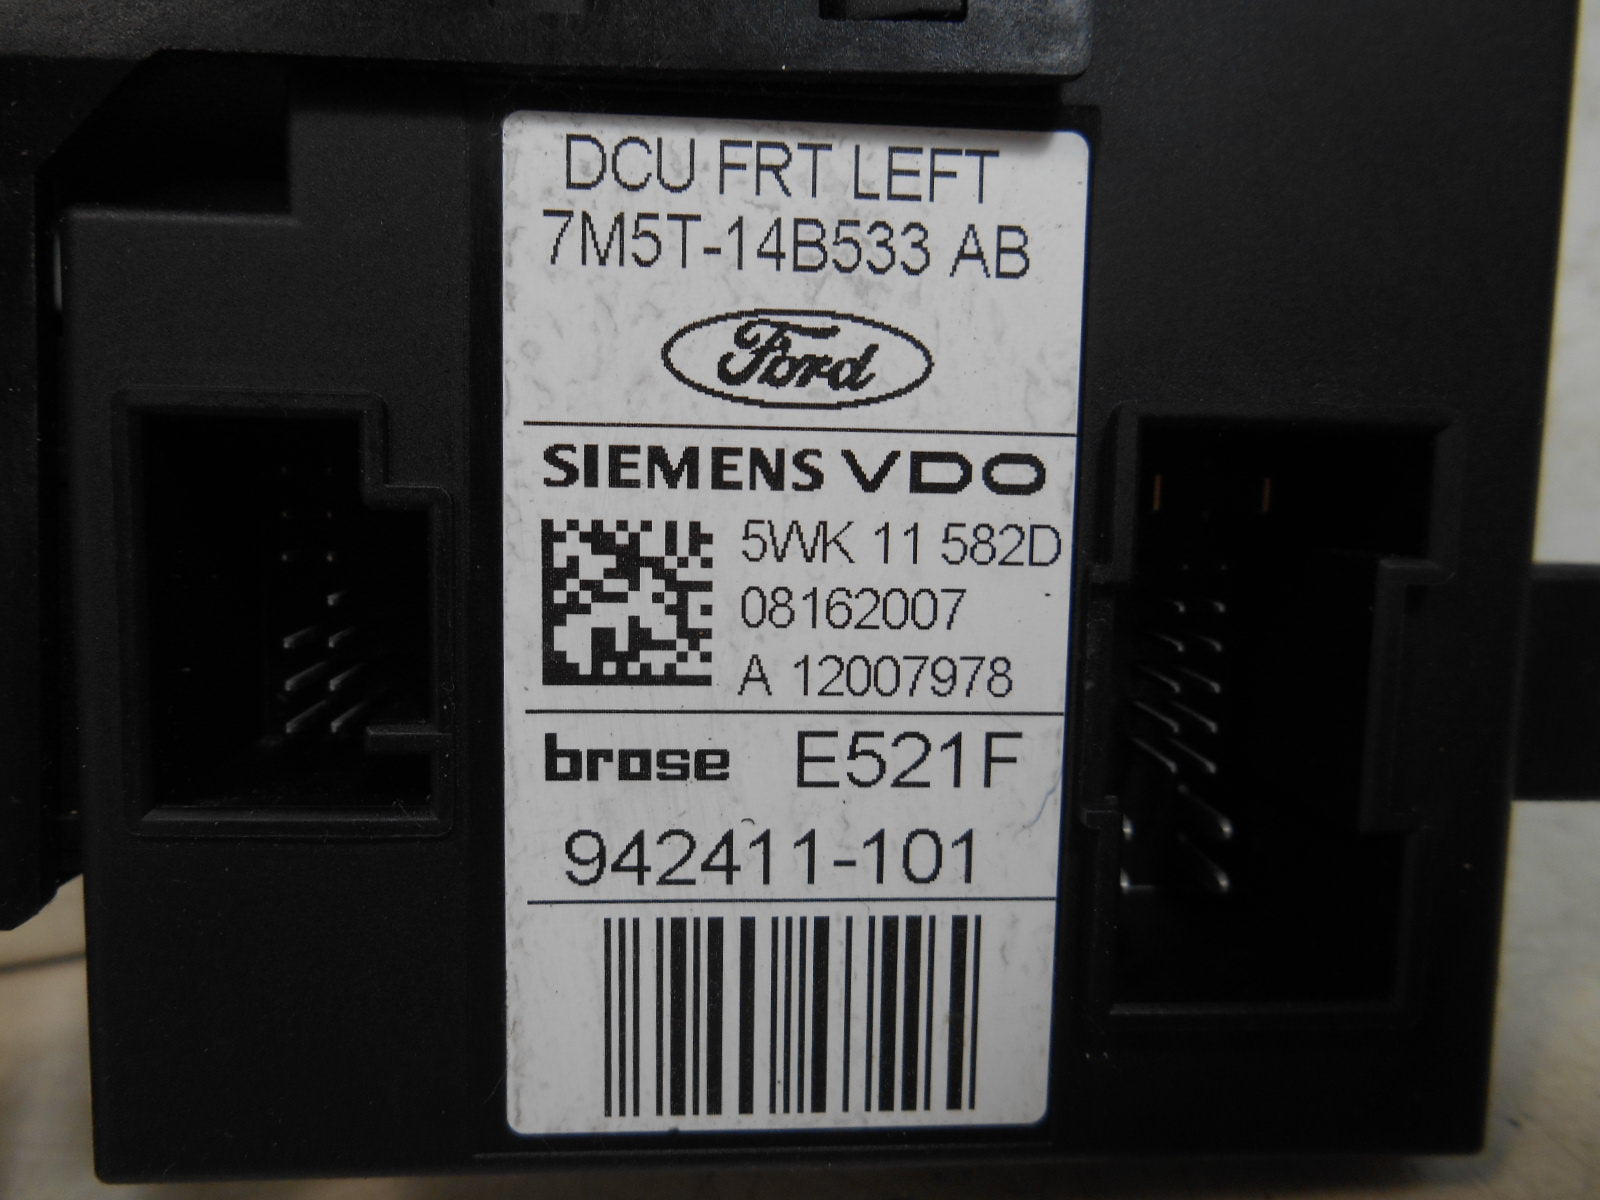 DCU FRT LEFT
7M5T-14B533 AB
Ford
SIEMENS VDO
5WK 11 582D
08162007
A 12007978
brose E521F
942411-101